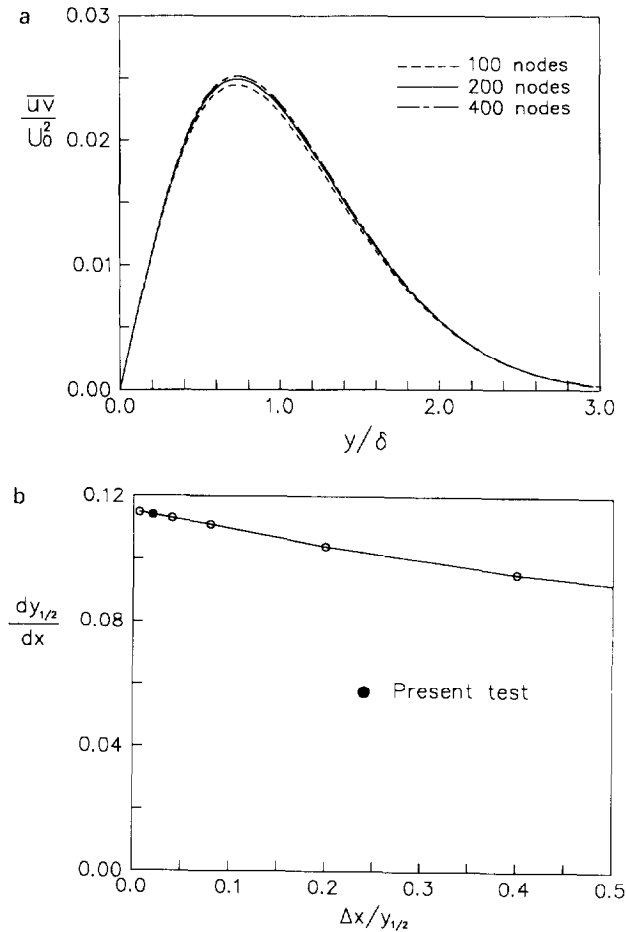 a
0.03
0.02
0.01
0.00
uv
U₀²
100 nodes
200 nodes
400 nodes
0.0 1.0 2.0 3.0
y/δ
b
0.12
0.08
0.04
0.00
dy₁/₂
dx
Present test
0.0 0.1 0.2 0.3 0.4 0.5
Δx/y₁/₂